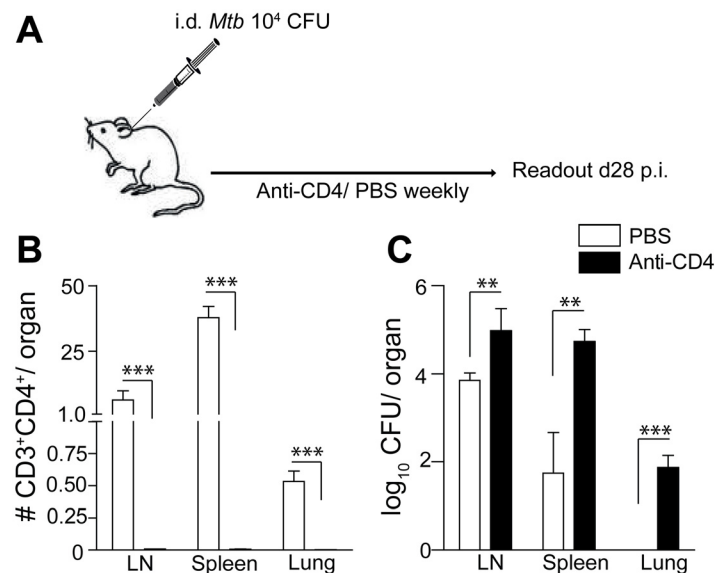 A
i.d. Mtb 10⁴ CFU
Anti-CD4/ PBS weekly
Readout d28 p.i.
B
# CD3⁺CD4⁺/ organ
50
25
1.0
0.75
0.50
0.25
0
***
***
***
LN Spleen Lung
C
PBS
Anti-CD4
log₁₀ CFU/ organ
6
4
2
0
**
**
***
LN Spleen Lung